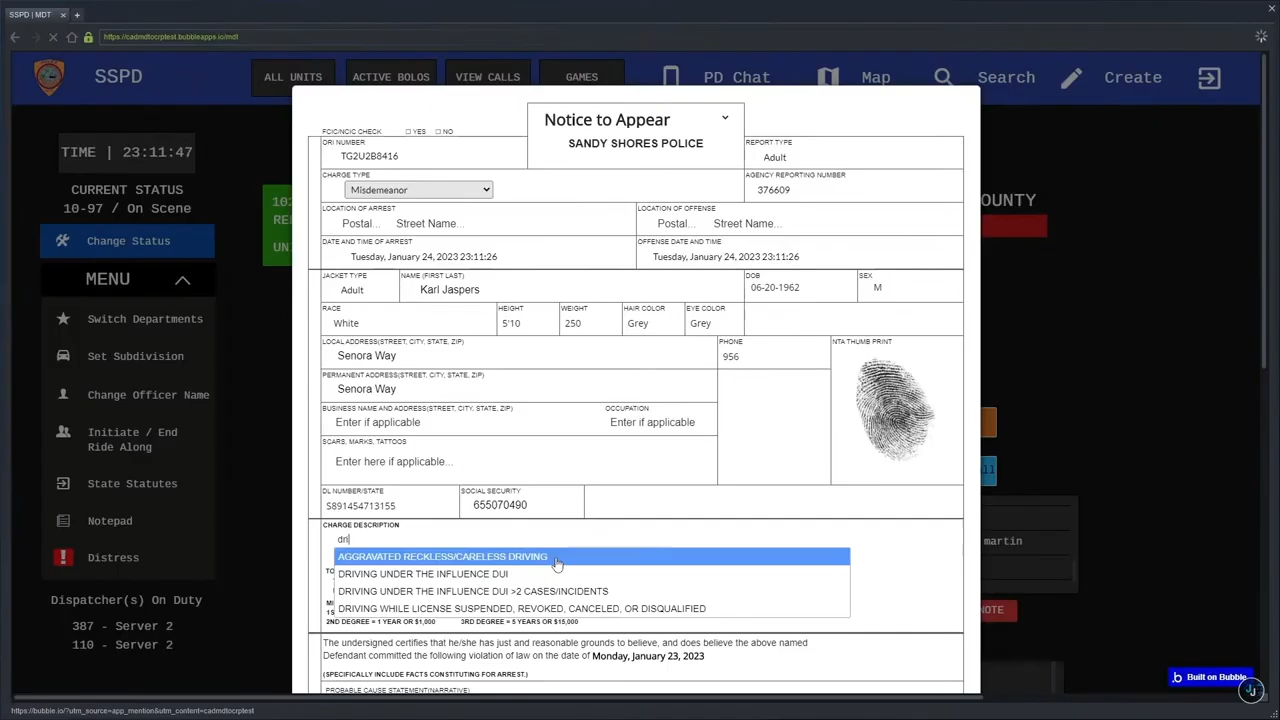 SSPD | MDT
https://cadmdtocrptest.bubbleapps.io/mdt
SSPD
ALL UNITS
ACTIVE BOLOS
VIEW CALLS
GAMES
PD Chat
Map
Search
Create
TIME | 23:11:47
CURRENT STATUS
10-97 / On Scene
Change Status
MENU
Switch Departments
Set Subdivision
Change Officer Name
Initiate / End
Ride Along
State Statutes
Notepad
Distress
Dispatcher(s) On Duty
387 - Server 2
110 - Server 2
OUNTY
martin
NOTE
FCIC/NCIC CHECK
YES
NO
Notice to Appear
SANDY SHORES POLICE
ORI NUMBER
TG2U2B8416
REPORT TYPE
Adult
CHARGE TYPE
Misdemeanor
AGENCY REPORTING NUMBER
376609
LOCATION OF ARREST
Postal... Street Name...
LOCATION OF OFFENSE
Postal... Street Name...
DATE AND TIME OF ARREST
Tuesday, January 24, 2023 23:11:26
OFFENSE DATE AND TIME
Tuesday, January 24, 2023 23:11:26
JACKET TYPE
Adult
NAME (FIRST LAST)
Karl Jaspers
DOB
06-20-1962
SEX
M
RACE
White
HEIGHT
5'10
WEIGHT
250
HAIR COLOR
Grey
EYE COLOR
Grey
LOCAL ADDRESS(STREET, CITY, STATE, ZIP)
Senora Way
PHONE
956
NTA THUMB PRINT
PERMANENT ADDRESS(STREET, CITY, STATE, ZIP)
Senora Way
BUSINESS NAME AND ADDRESS(STREET, CITY, STATE, ZIP)
Enter if applicable
OCCUPATION
Enter if applicable
SCARS, MARKS, TATTOOS
Enter here if applicable...
DL NUMBER/STATE
S891454713155
SOCIAL SECURITY
655070490
CHARGE DESCRIPTION
dri
AGGRAVATED RECKLESS/CARELESS DRIVING
DRIVING UNDER THE INFLUENCE DUI
DRIVING UNDER THE INFLUENCE DUI >2 CASES/INCIDENTS
DRIVING WHILE LICENSE SUSPENDED, REVOKED, CANCELED, OR DISQUALIFIED
2ND DEGREE = 1 YEAR OR $1,000 3RD DEGREE = 5 YEARS OR $15,000
The undersigned certifies that he/she has just and reasonable grounds to believe, and does believe the above named
Defendant committed the following violation of law on the date of Monday, January 23, 2023
(SPECIFICALLY INCLUDE FACTS CONSTITUTING FOR ARREST.)
PROBABLE CAUSE STATEMENT(NARRATIVE)
Built on Bubble
https://bubble.io/?utm_source=app_mention&utm_content=cadmdtocrptest